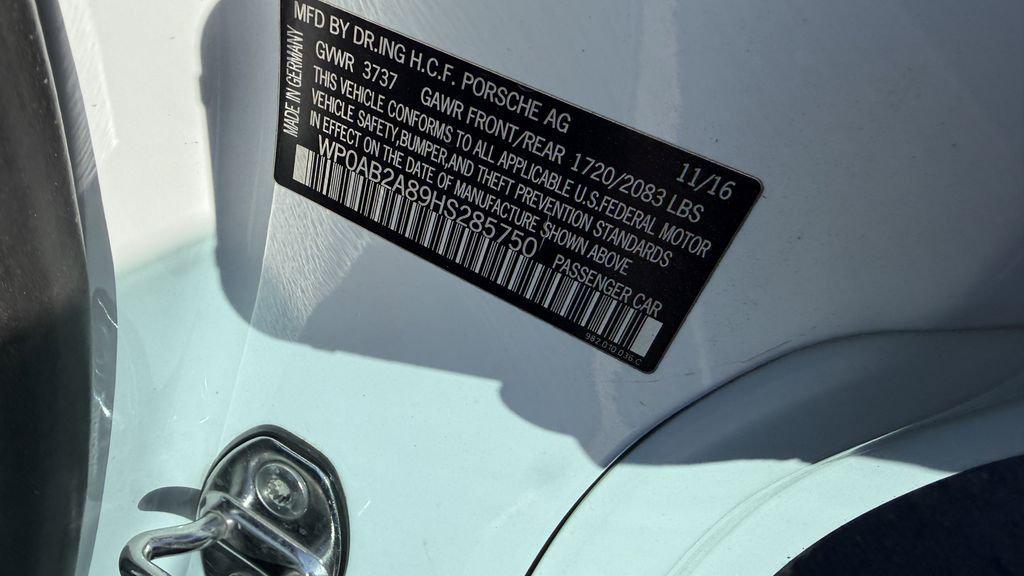 MFD BY DR.ING H.C.F. PORSCHE AG 11/16
GVWR 3737 GAWR FRONT/REAR 1720/2083 LBS
THIS VEHICLE CONFORMS TO ALL APPLICABLE U.S.FEDERAL MOTOR
VEHICLE SAFETY,BUMPER,AND THEFT PREVENTION STANDARDS
IN EFFECT ON THE DATE OF MANUFACTURE SHOWN ABOVE
WP0AB2A89HS285750 PASSENGER CAR
MADE IN GERMANY